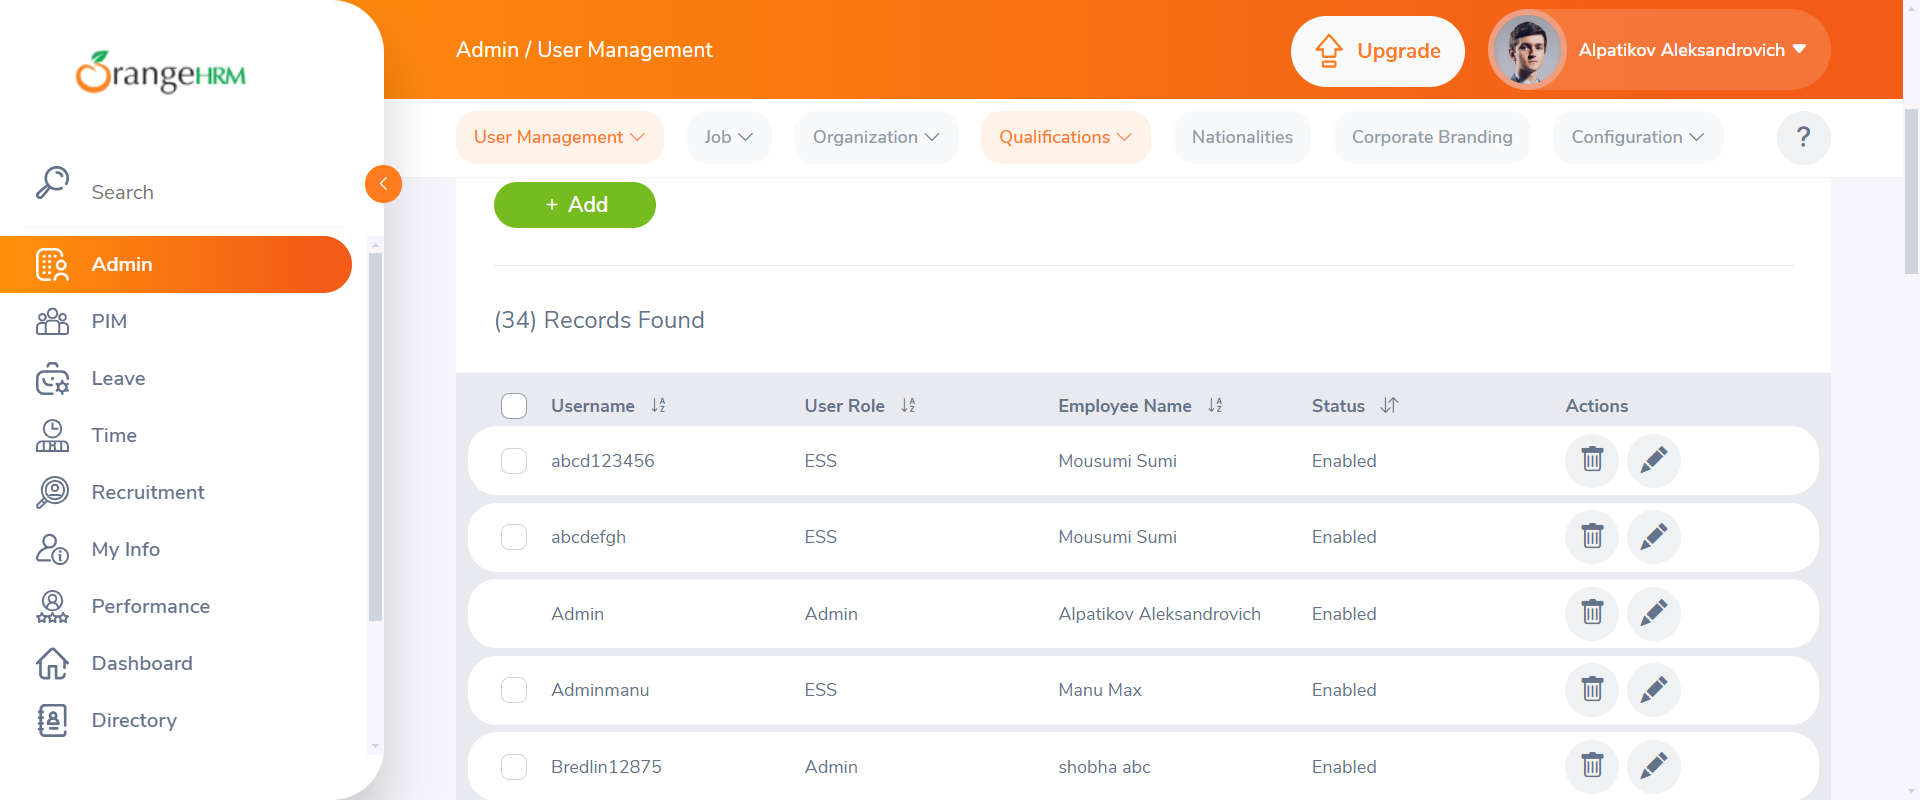 OrangeHRM
Admin / User Management
Upgrade
Alpatikov Aleksandrovich
User Management
Job
Organization
Qualifications
Nationalities
Corporate Branding
Configuration
?
Search
Admin
PIM
Leave
Time
Recruitment
My Info
Performance
Dashboard
Directory
+ Add
(34) Records Found
Username User Role Employee Name Status Actions
abcd123456 ESS Mousumi Sumi Enabled
abcdefgh ESS Mousumi Sumi Enabled
Admin Admin Alpatikov Aleksandrovich Enabled
Adminmanu ESS Manu Max Enabled
Bredlin12875 Admin shobha abc Enabled